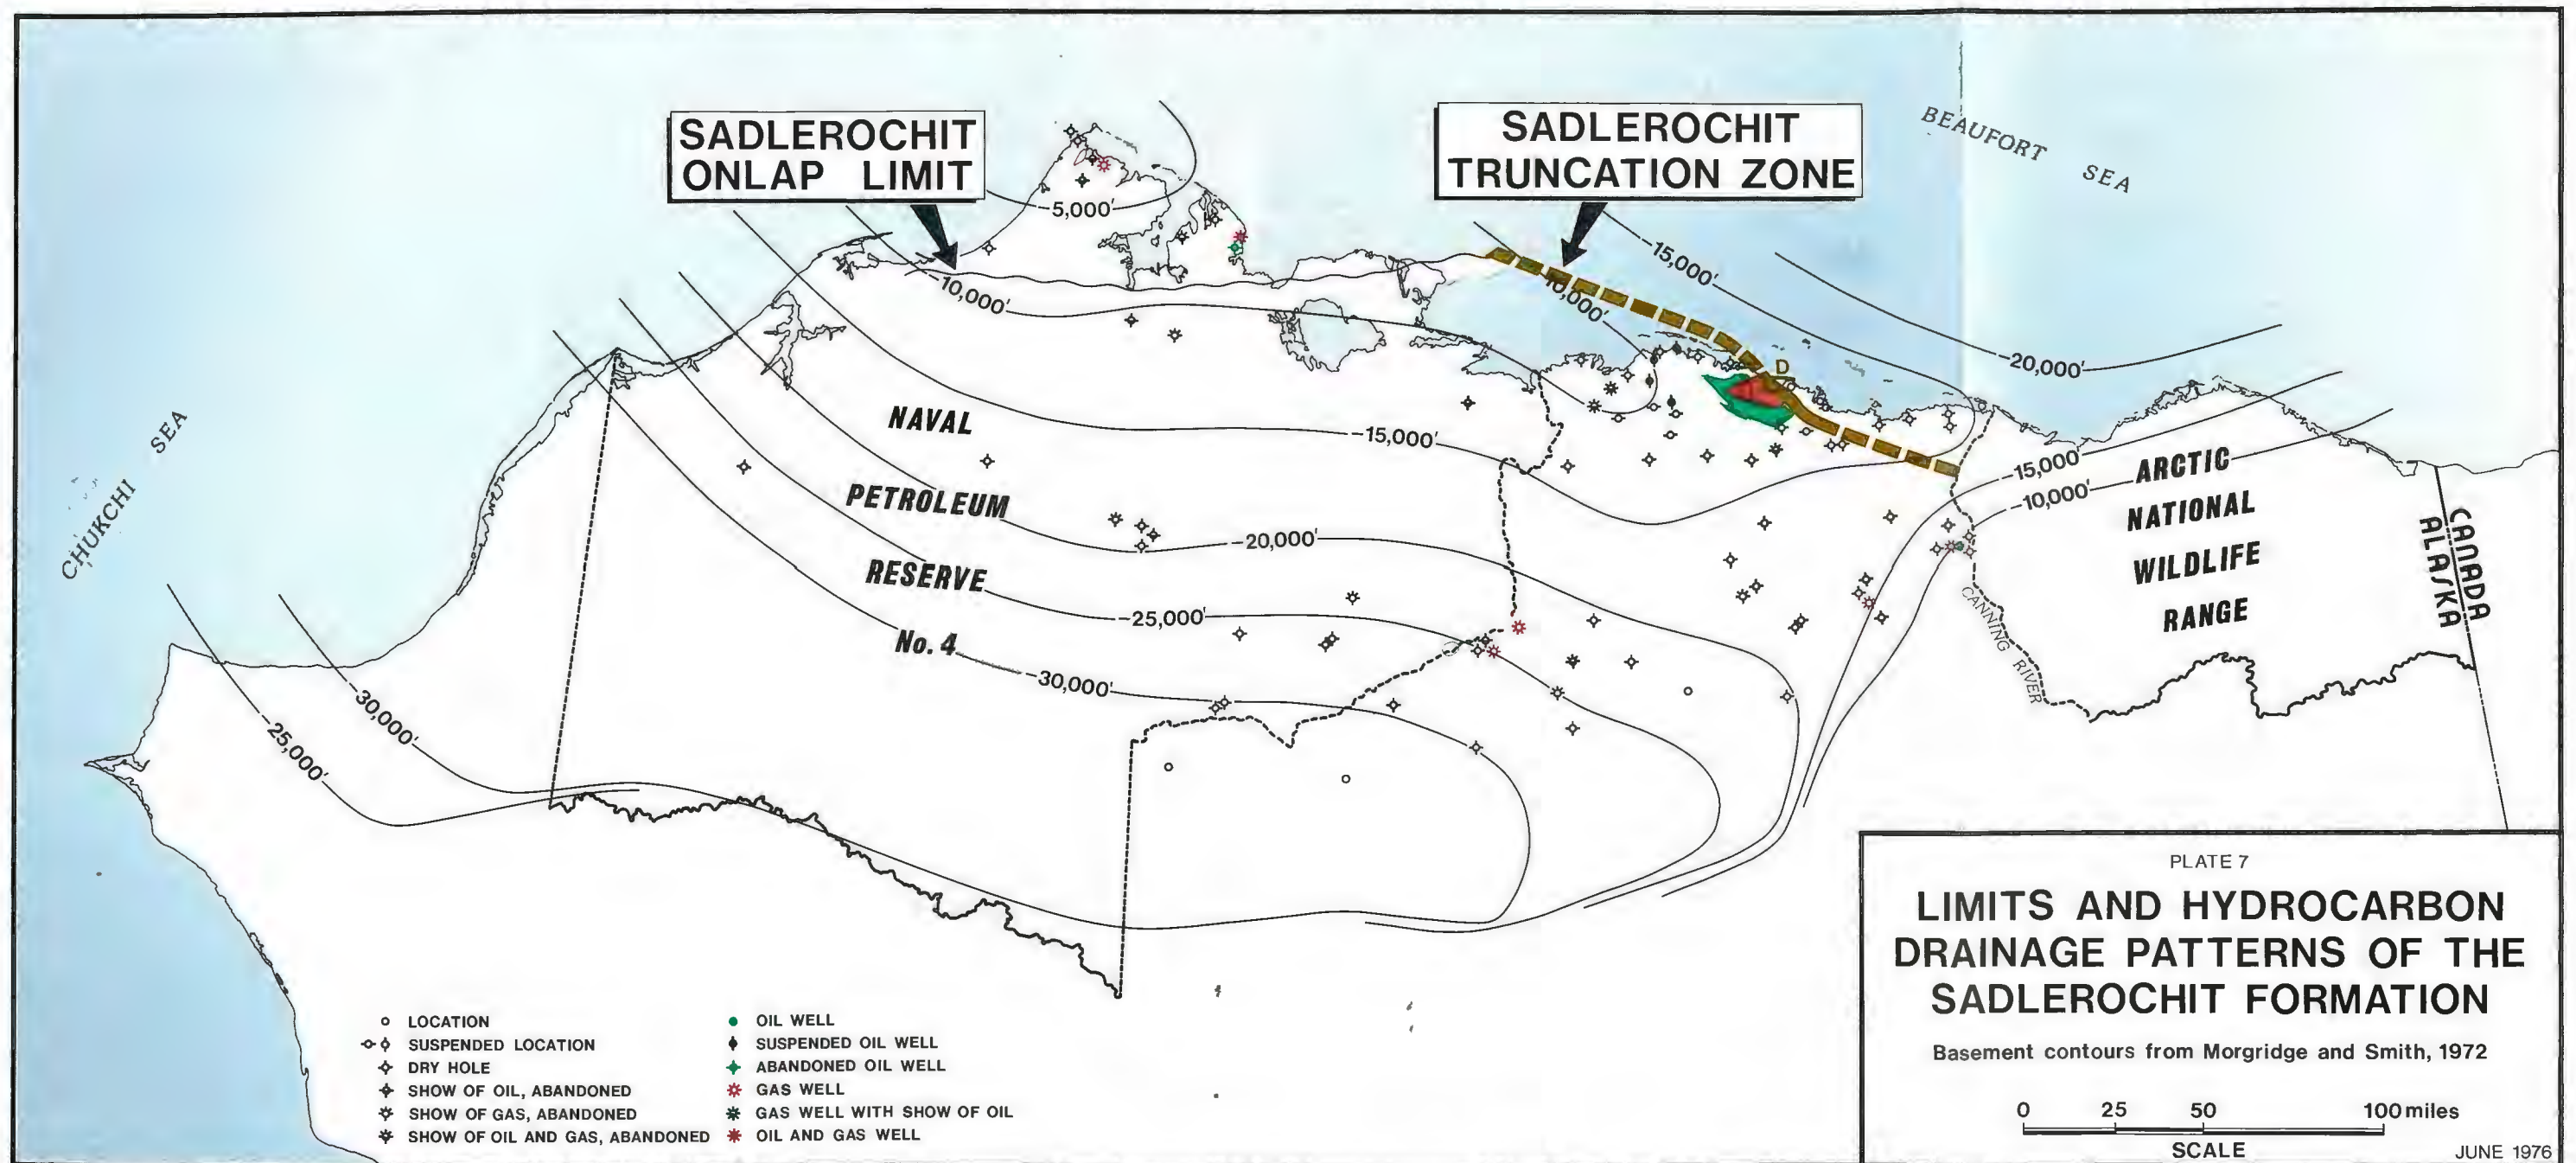 SADLEROCHIT
ONLAP LIMIT
SADLEROCHIT
TRUNCATION ZONE
BEAUFORT SEA
CHUKCHI SEA
-5,000'
-10,000'
10,000'
-15,000'
-20,000'
D
-15,000'
-20,000'
-25,000'
-30,000'
-15,000'
-10,000'
-30,000'
-25,000'
NAVAL
PETROLEUM
RESERVE
No. 4
ARCTIC
NATIONAL
WILDLIFE
RANGE
CANADA
ALASKA
CANNING RIVER
LOCATION
SUSPENDED LOCATION
DRY HOLE
SHOW OF OIL, ABANDONED
SHOW OF GAS, ABANDONED
SHOW OF OIL AND GAS, ABANDONED
OIL WELL
SUSPENDED OIL WELL
ABANDONED OIL WELL
GAS WELL
GAS WELL WITH SHOW OF OIL
OIL AND GAS WELL
PLATE 7
LIMITS AND HYDROCARBON
DRAINAGE PATTERNS OF THE
SADLEROCHIT FORMATION
Basement contours from Morgridge and Smith, 1972
0 25 50 100 miles
SCALE
JUNE 1976